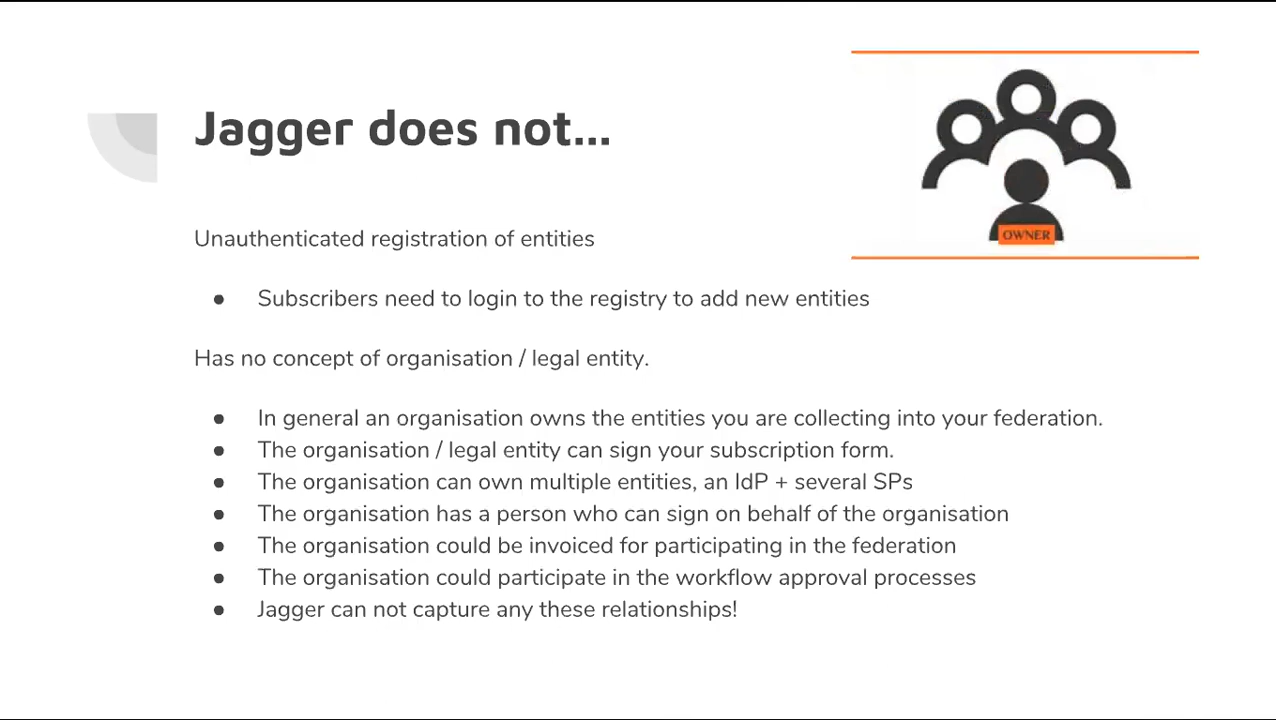 Jagger does not...
OWNER
Unauthenticated registration of entities
● Subscribers need to login to the registry to add new entities
Has no concept of organisation / legal entity.
● In general an organisation owns the entities you are collecting into your federation.
● The organisation / legal entity can sign your subscription form.
● The organisation can own multiple entities, an IdP + several SPs
● The organisation has a person who can sign on behalf of the organisation
● The organisation could be invoiced for participating in the federation
● The organisation could participate in the workflow approval processes
● Jagger can not capture any these relationships!